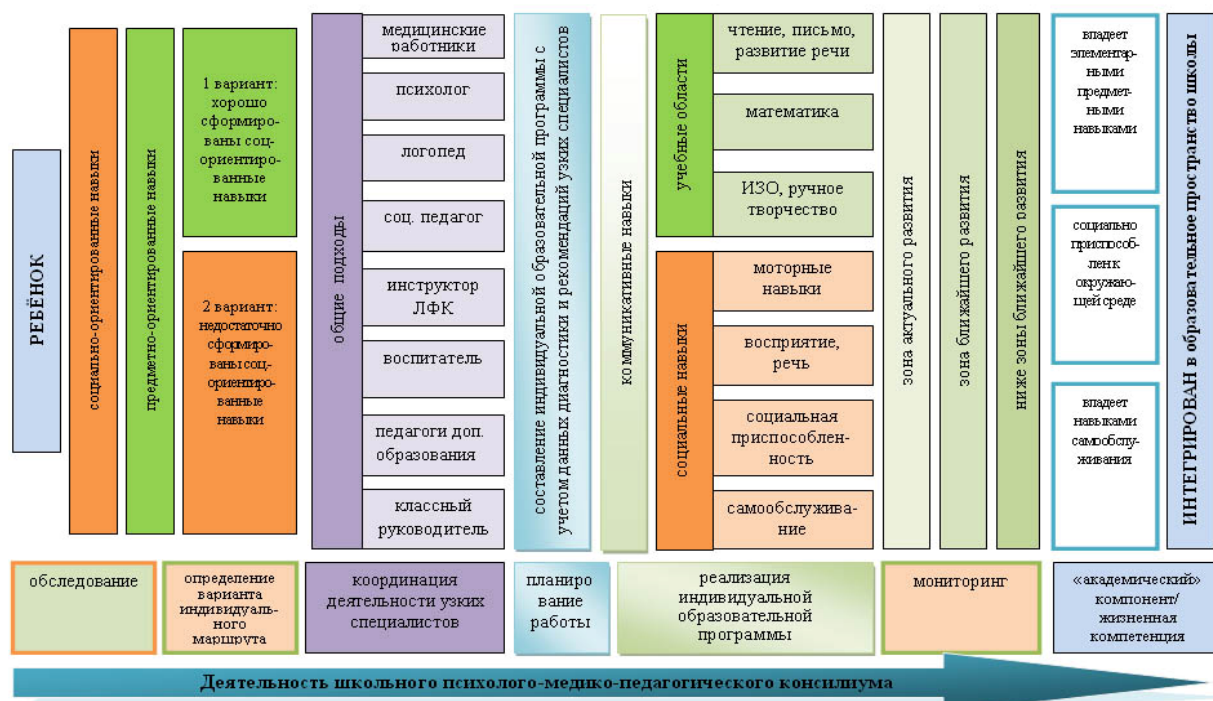 РЕБЁНОК
социально-ориентированные навыки
предметно-ориентированные навыки
1 вариант:
хорошо
сформиро-
ваны соц-
ориентиро-
ванные
навыки
2 вариант:
недостаточно
сформиро-
ваны соц-
ориентиро-
ванные
навыки
общие подходы
медицинские
работники
психолог
логопед
соц. педагог
инструктор
ЛФК
воспитатель
педагоги доп.
образования
классный
руководитель
составление индивидуальной образовательной программы с
учетом данных диагностики и рекомендаций узких специалистов
коммуникативные навыки
учебные области
чтение, письмо,
развитие речи
математика
ИЗО, ручное
творчество
социальные навыки
моторные
навыки
восприятие,
речь
социальная
приспособлен-
ность
самообслужива-
ние
зона актуального развития
зона ближайшего развития
ниже зоны ближайшего развития
владеет
элементар-
ными
предмет-
ными
навыками
социально
приспособ-
лен к
окружаю-
щей среде
владеет
навыками
самообслу-
живания
ИНТЕГРИРОВАН в образовательное пространство школы
обследование
определение
варианта
индивидуаль-
ного
маршрута
координация
деятельности узких
специалистов
планиро
вание
работы
реализация
индивидуальной
образовательной
программы
мониторинг
«академический»
компонент/
жизненная
компетенция
Деятельность школьного психолого-медико-педагогического консилиума